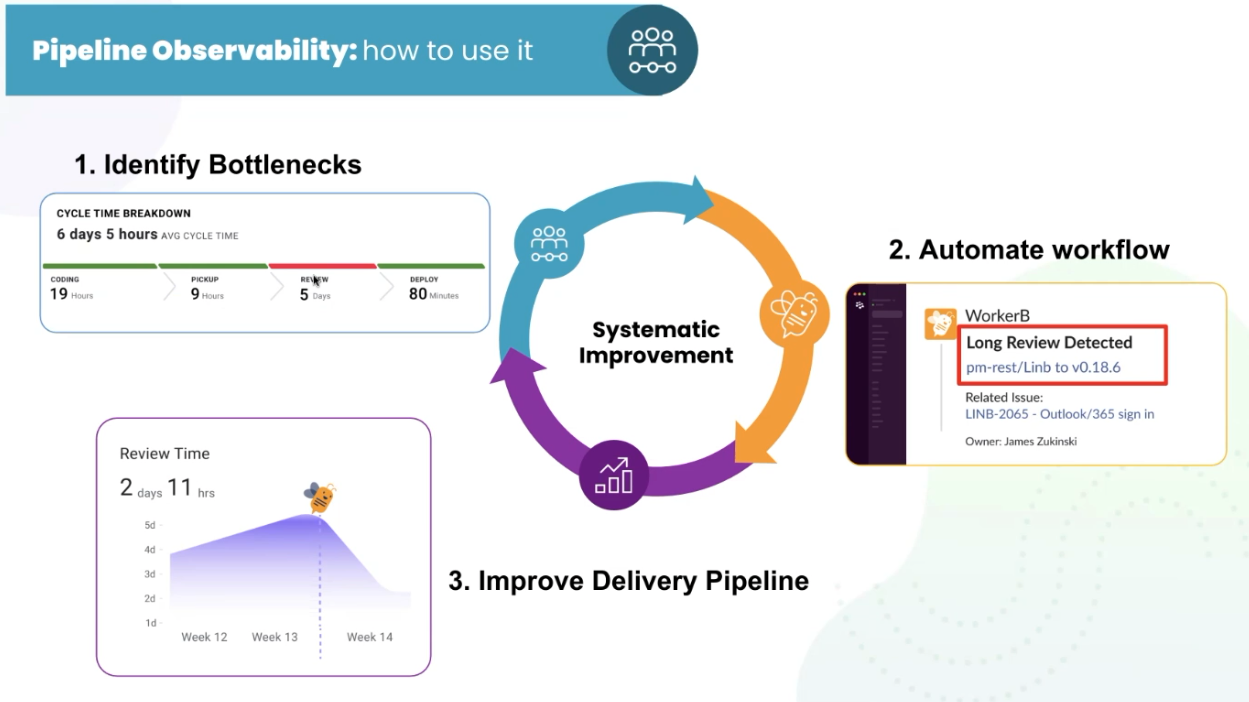 Pipeline Observability: how to use it
1. Identify Bottlenecks
CYCLE TIME BREAKDOWN
6 days 5 hours AVG CYCLE TIME
CODING
19 Hours
PICKUP
9 Hours
REVIEW
5 Days
DEPLOY
80 Minutes
Systematic
Improvement
2. Automate workflow
WorkerB
Long Review Detected
pm-rest/Linb to v0.18.6
Related Issue:
LINB-2065 - Outlook/365 sign in
Owner: James Zukinski
Review Time
2 days 11 hrs
5d
4d
3d
2d
1d
Week 12 Week 13 Week 14
3. Improve Delivery Pipeline